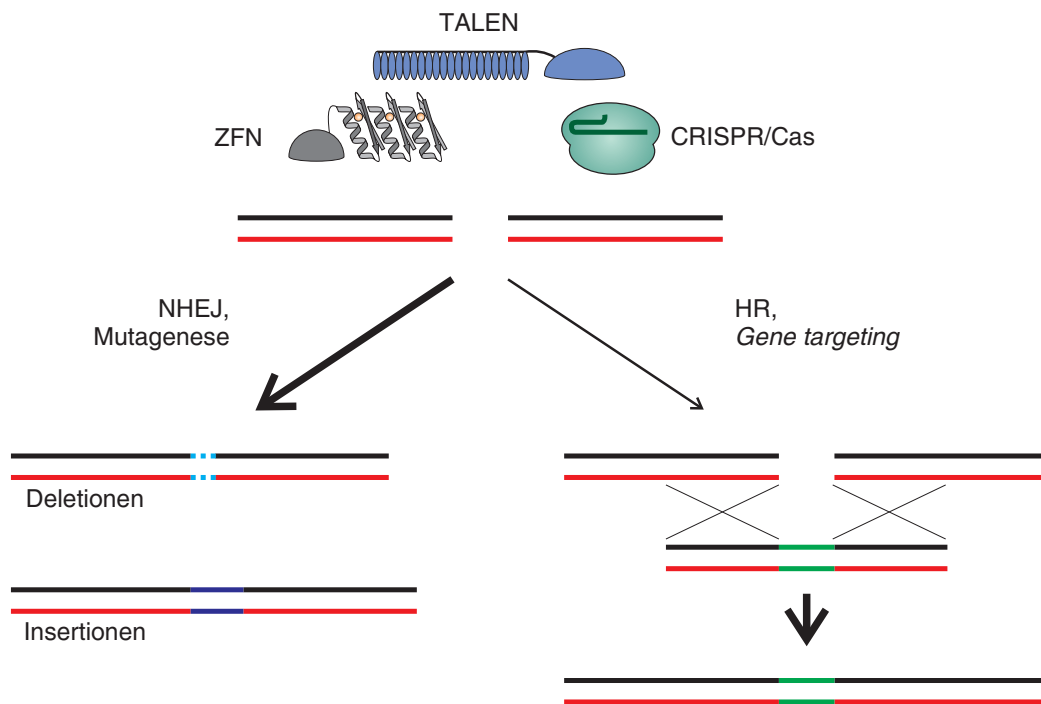 TALEN
ZFN
CRISPR/Cas
NHEJ,
Mutagenese
HR,
Gene targeting
Deletionen
Insertionen